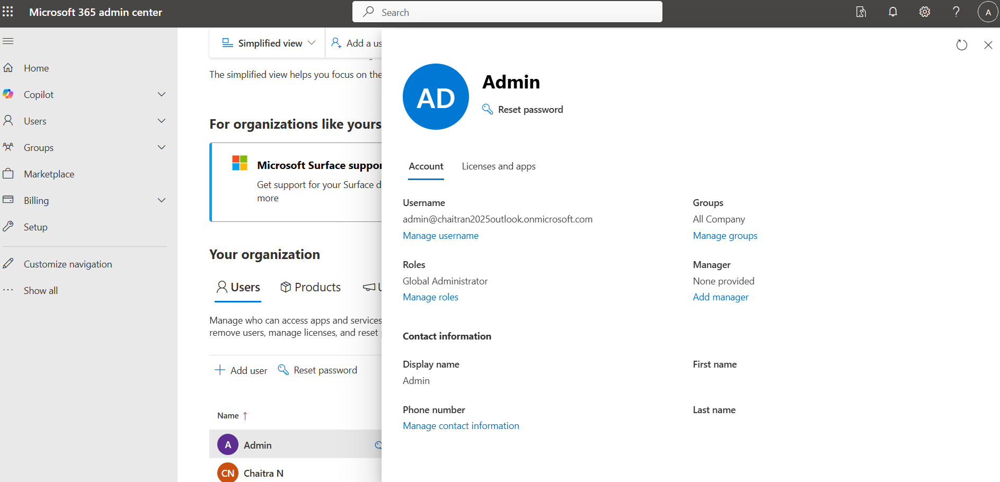 Microsoft 365 admin center
Search
A
Home
Copilot
Users
Groups
Marketplace
Billing
Setup
Customize navigation
Show all
Simplified view
Add a us
The simplified view helps you focus on the
For organizations like yours
Microsoft Surface suppor
Get support for your Surface d
more
Your organization
Users
Products
U
Manage who can access apps and services
remove users, manage licenses, and reset
Add user
Reset password
Name ↑
A
Admin
CN
Chaitra N
AD
Admin
Reset password
Account
Licenses and apps
Username
admin@chaitran2025outlook.onmicrosoft.com
Manage username
Groups
All Company
Manage groups
Roles
Global Administrator
Manage roles
Manager
None provided
Add manager
Contact information
Display name
Admin
First name
Phone number
Manage contact information
Last name